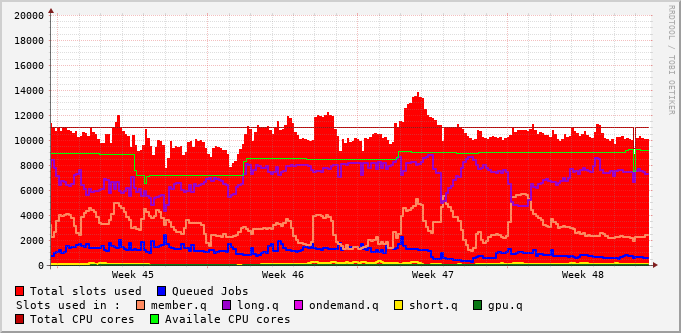 20000
18000
16000
14000
12000
10000
8000
6000
4000
2000
0
Week 45 Week 46 Week 47 Week 48
RRDTOOL / TOBI OETIKER
Total slots used Queued Jobs
Slots used in : member.q long.q ondemand.q short.q gpu.q
Total CPU cores Availale CPU cores